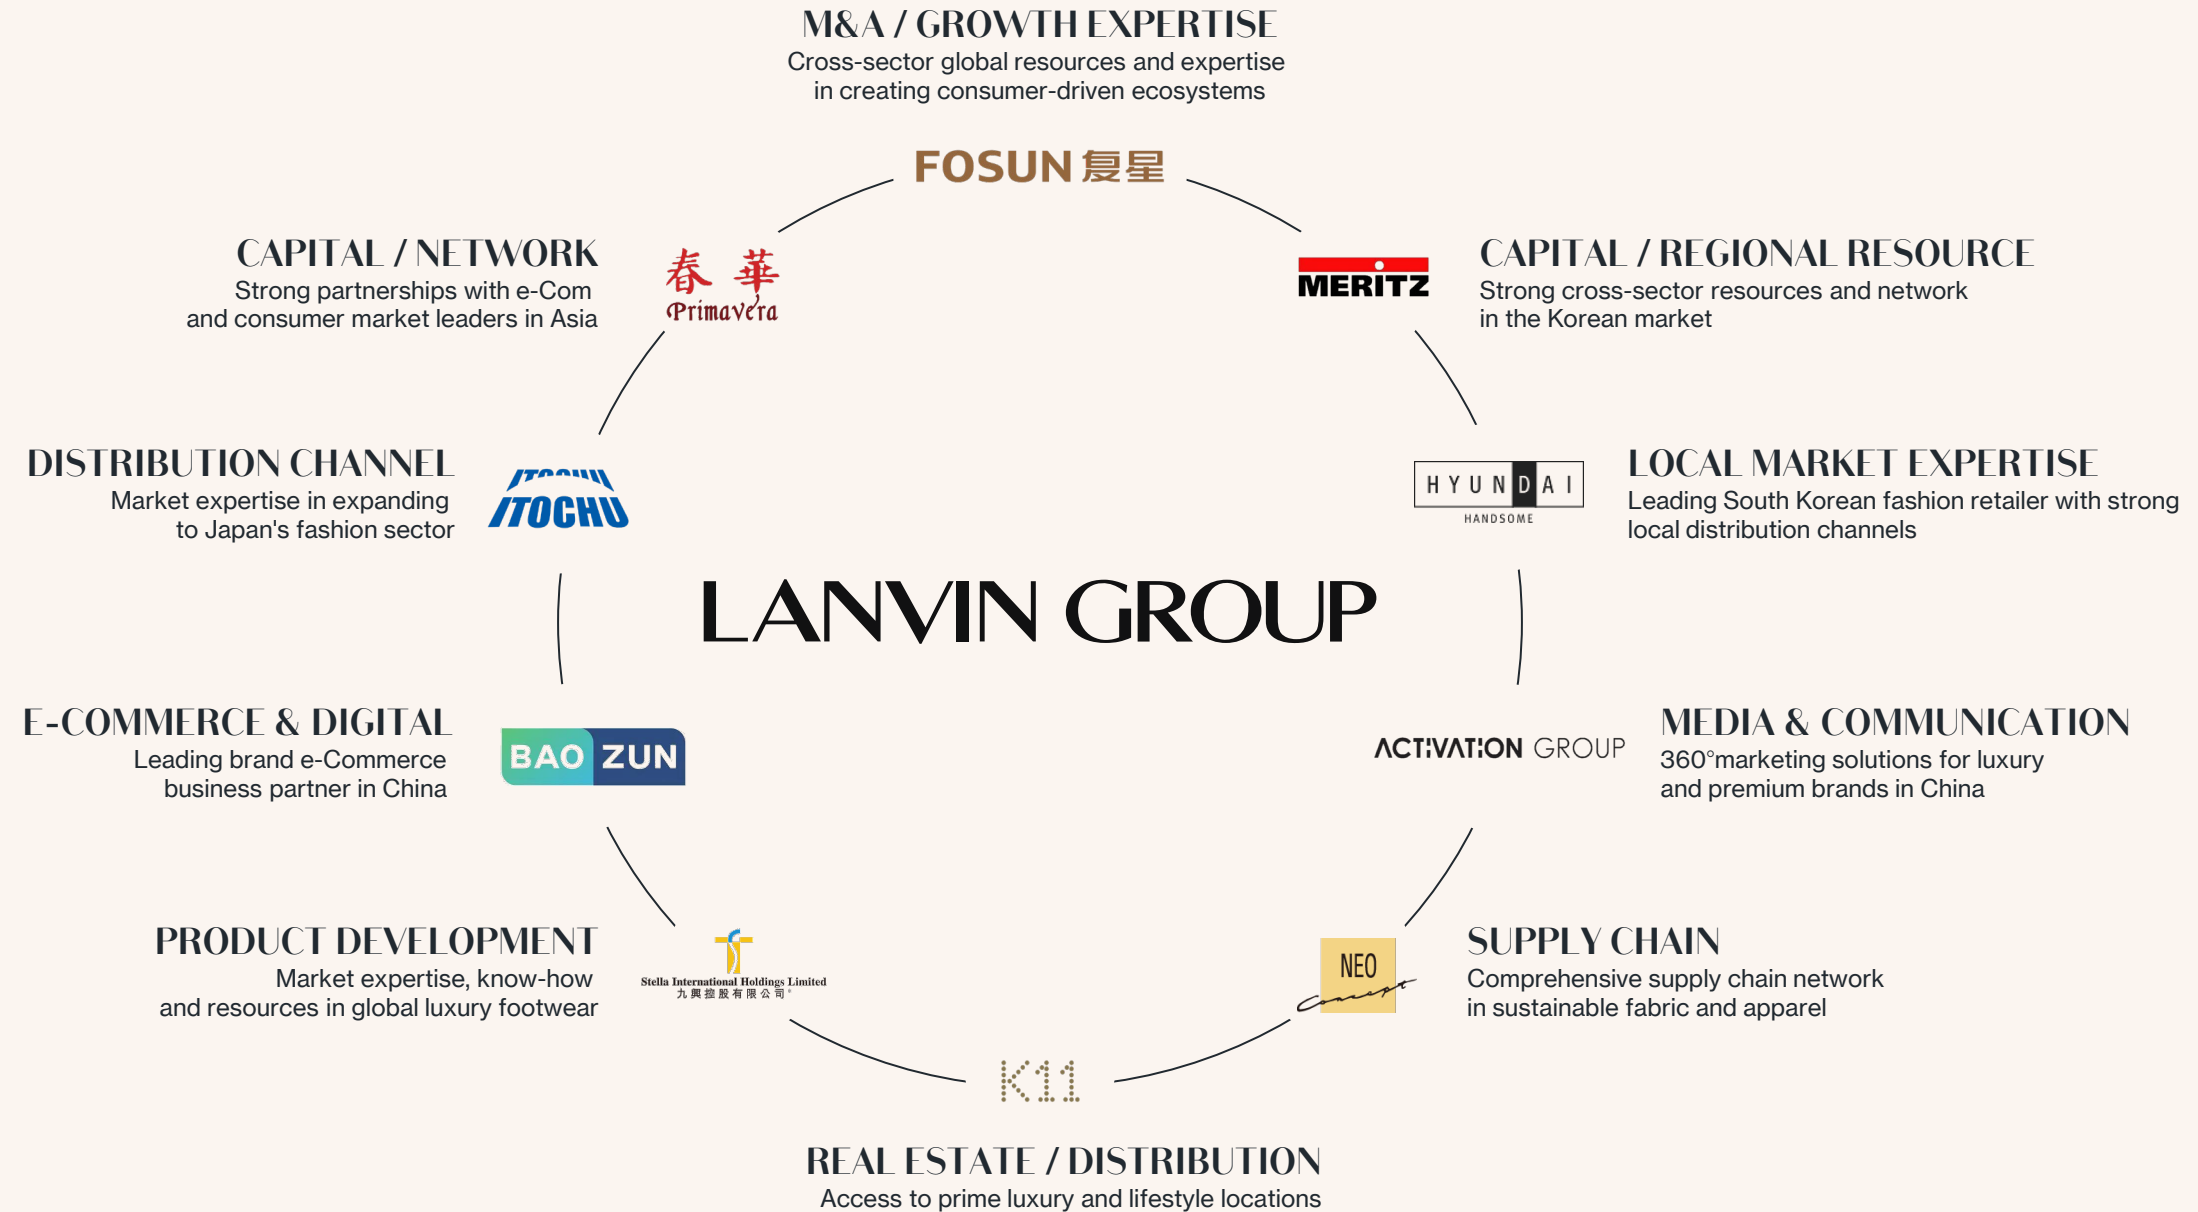 M&A / GROWTH EXPERTISE
Cross-sector global resources and expertise
in creating consumer-driven ecosystems
FOSUN 复星
CAPITAL / NETWORK
Strong partnerships with e-Com
and consumer market leaders in Asia
春 華
Primavera
MERITZ
CAPITAL / REGIONAL RESOURCE
Strong cross-sector resources and network
in the Korean market
DISTRIBUTION CHANNEL
Market expertise in expanding
to Japan's fashion sector
ITOCHU
ITOCHU
HYUNDAI
HANDSOME
LOCAL MARKET EXPERTISE
Leading South Korean fashion retailer with strong
local distribution channels
LANVIN GROUP
E-COMMERCE & DIGITAL
Leading brand e-Commerce
business partner in China
BAOZUN
ACTIVATION GROUP
MEDIA & COMMUNICATION
360°marketing solutions for luxury
and premium brands in China
PRODUCT DEVELOPMENT
Market expertise, know-how
and resources in global luxury footwear
Stella International Holdings Limited
九興控股有限公司
NEO
Concept
SUPPLY CHAIN
Comprehensive supply chain network
in sustainable fabric and apparel
K11
REAL ESTATE / DISTRIBUTION
Access to prime luxury and lifestyle locations